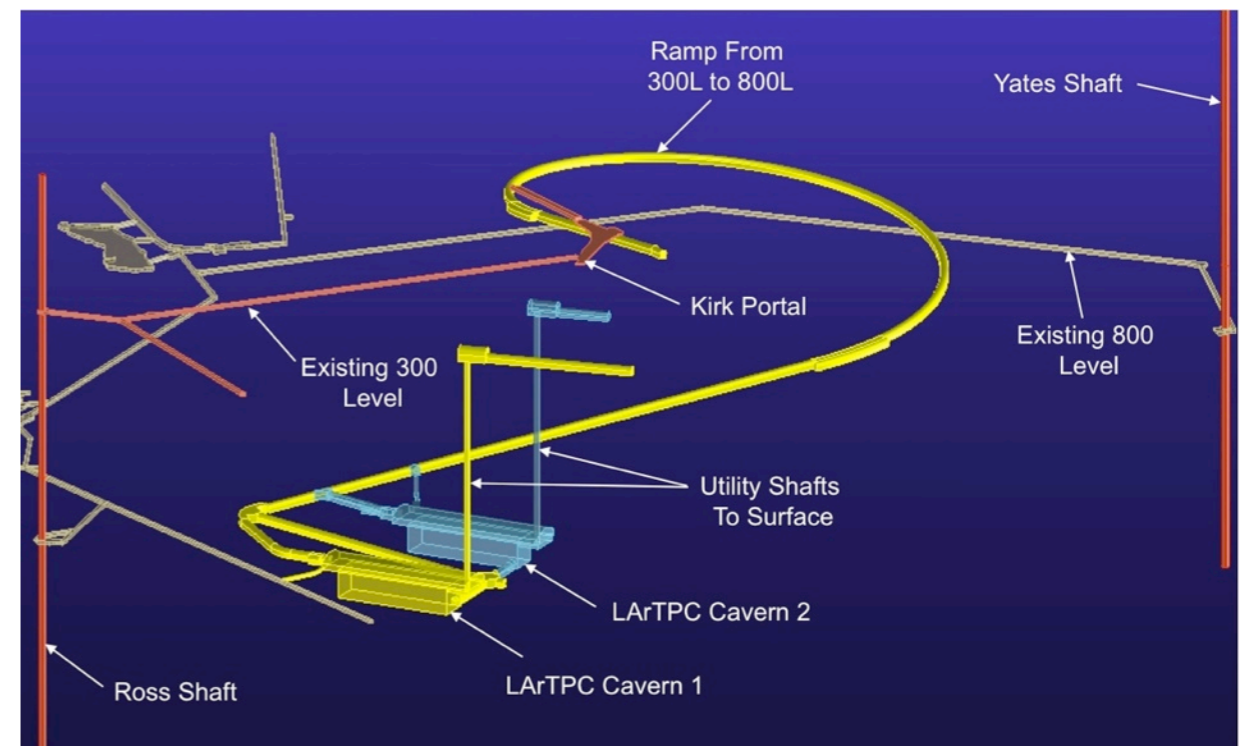 Ramp From
300L to 800L
Yates Shaft
Kirk Portal
Existing 800
Level
Existing 300
Level
Utility Shafts
To Surface
LArTPC Cavern 2
LArTPC Cavern 1
Ross Shaft